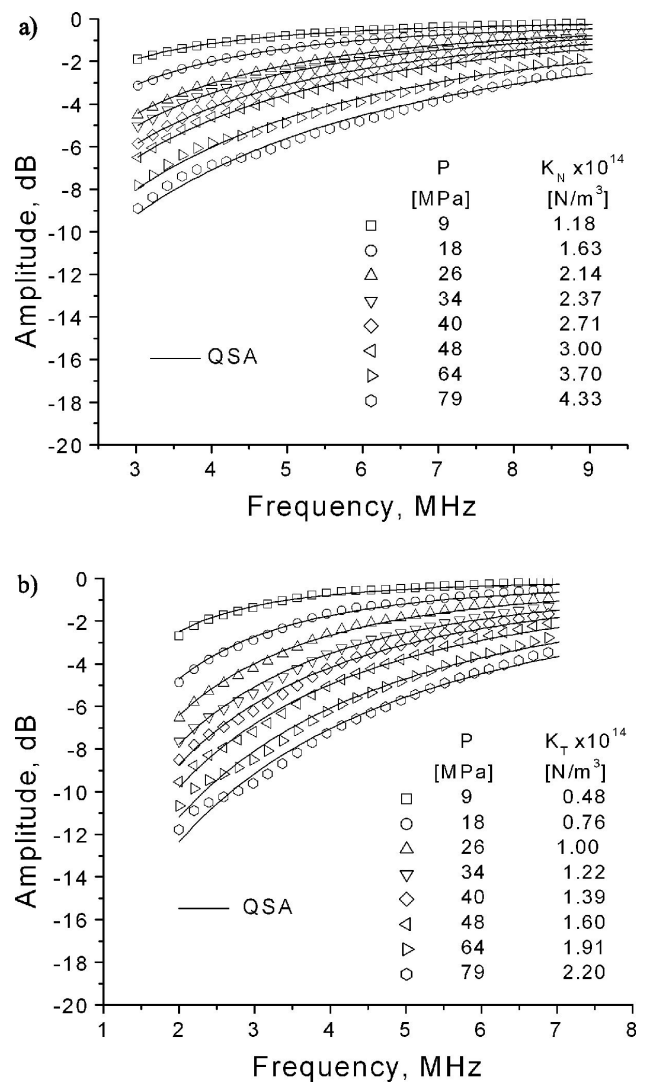 a)
0
-2
-4
-6
-8
-10
-12
-14
-16
-18
-20
Amplitude, dB
P K_N x10^14
[MPa] [N/m^3]
9 1.18
18 1.63
26 2.14
34 2.37
40 2.71
48 3.00
64 3.70
79 4.33
QSA
3 4 5 6 7 8 9
Frequency, MHz
b)
0
-2
-4
-6
-8
-10
-12
-14
-16
-18
-20
Amplitude, dB
P K_T x10^14
[MPa] [N/m^3]
9 0.48
18 0.76
26 1.00
34 1.22
40 1.39
48 1.60
64 1.91
79 2.20
QSA
1 2 3 4 5 6 7 8
Frequency, MHz